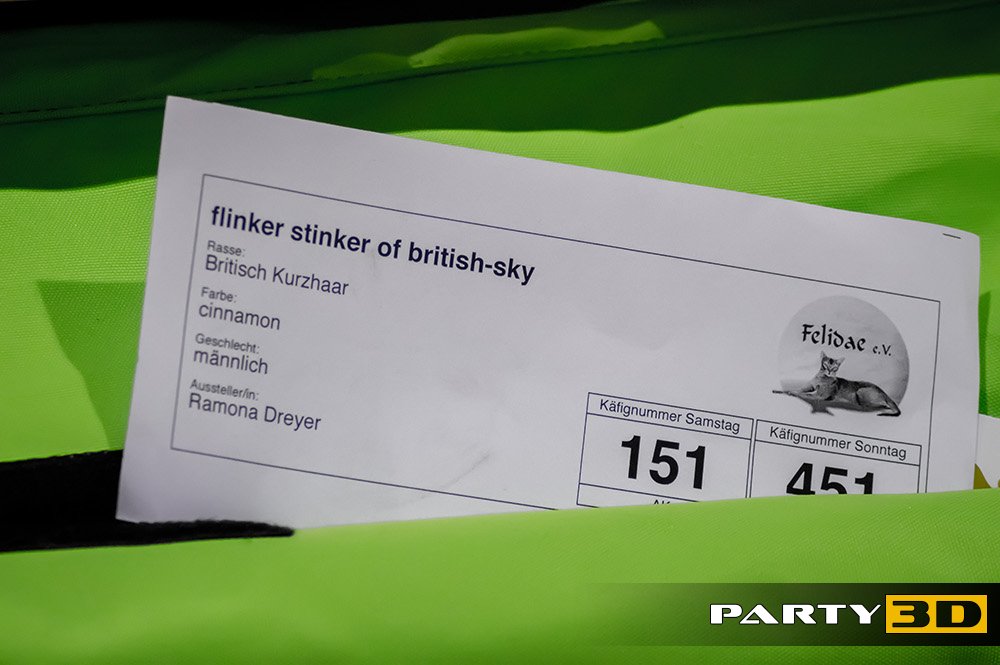 flinker stinker of british-sky
Rasse:
Britisch Kurzhaar
Farbe:
cinnamon
Geschlecht:
männlich
Aussteller/in:
Ramona Dreyer
Felidae e.V.
Käfignummer Samstag
Käfignummer Sonntag
151
451
PARTY 3D